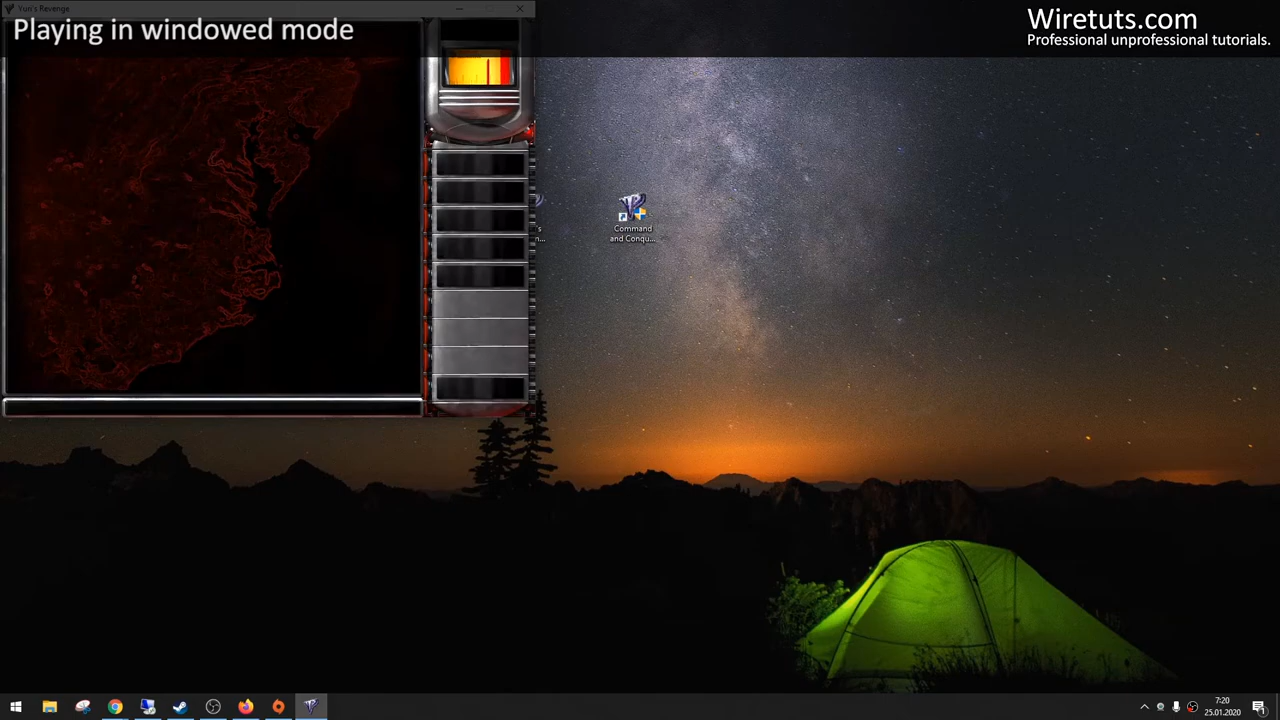 Yuri's Revenge
Playing in windowed mode
Wiretuts.com
Professional unprofessional tutorials.
s
n...
Command
and Conqu...
7:20
25.01.2020